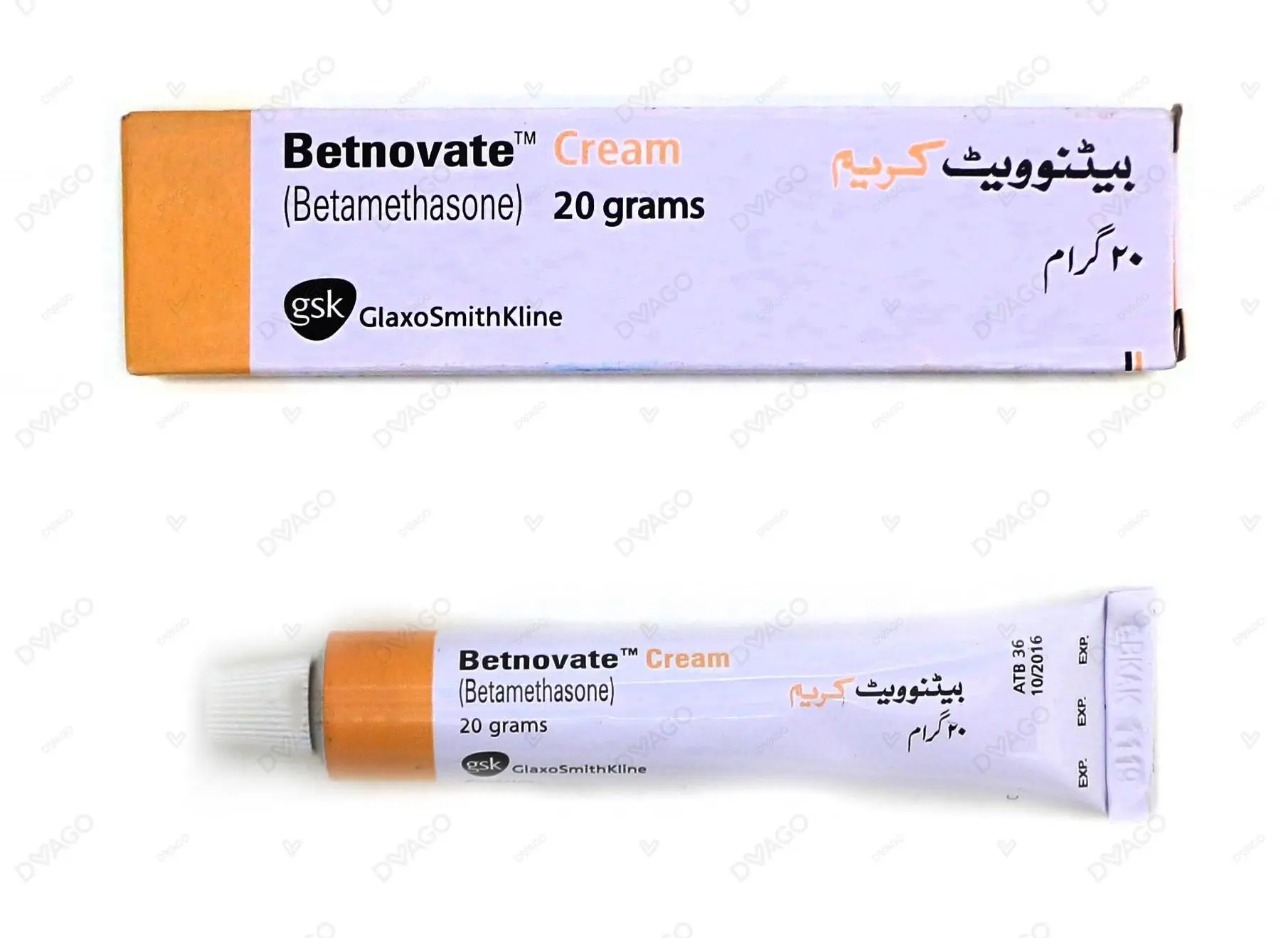 Betnovate™ Cream
(Betamethasone) 20 grams
بیٹنوویٹ کریم
۲۰ گرام
gsk GlaxoSmithKline
Betnovate™ Cream
(Betamethasone)
20 grams
بیٹنوویٹ کریم
۲۰ گرام
gsk GlaxoSmithKline
ATB 36
10/2016
EXP. EXP. EXP.
DVAGO